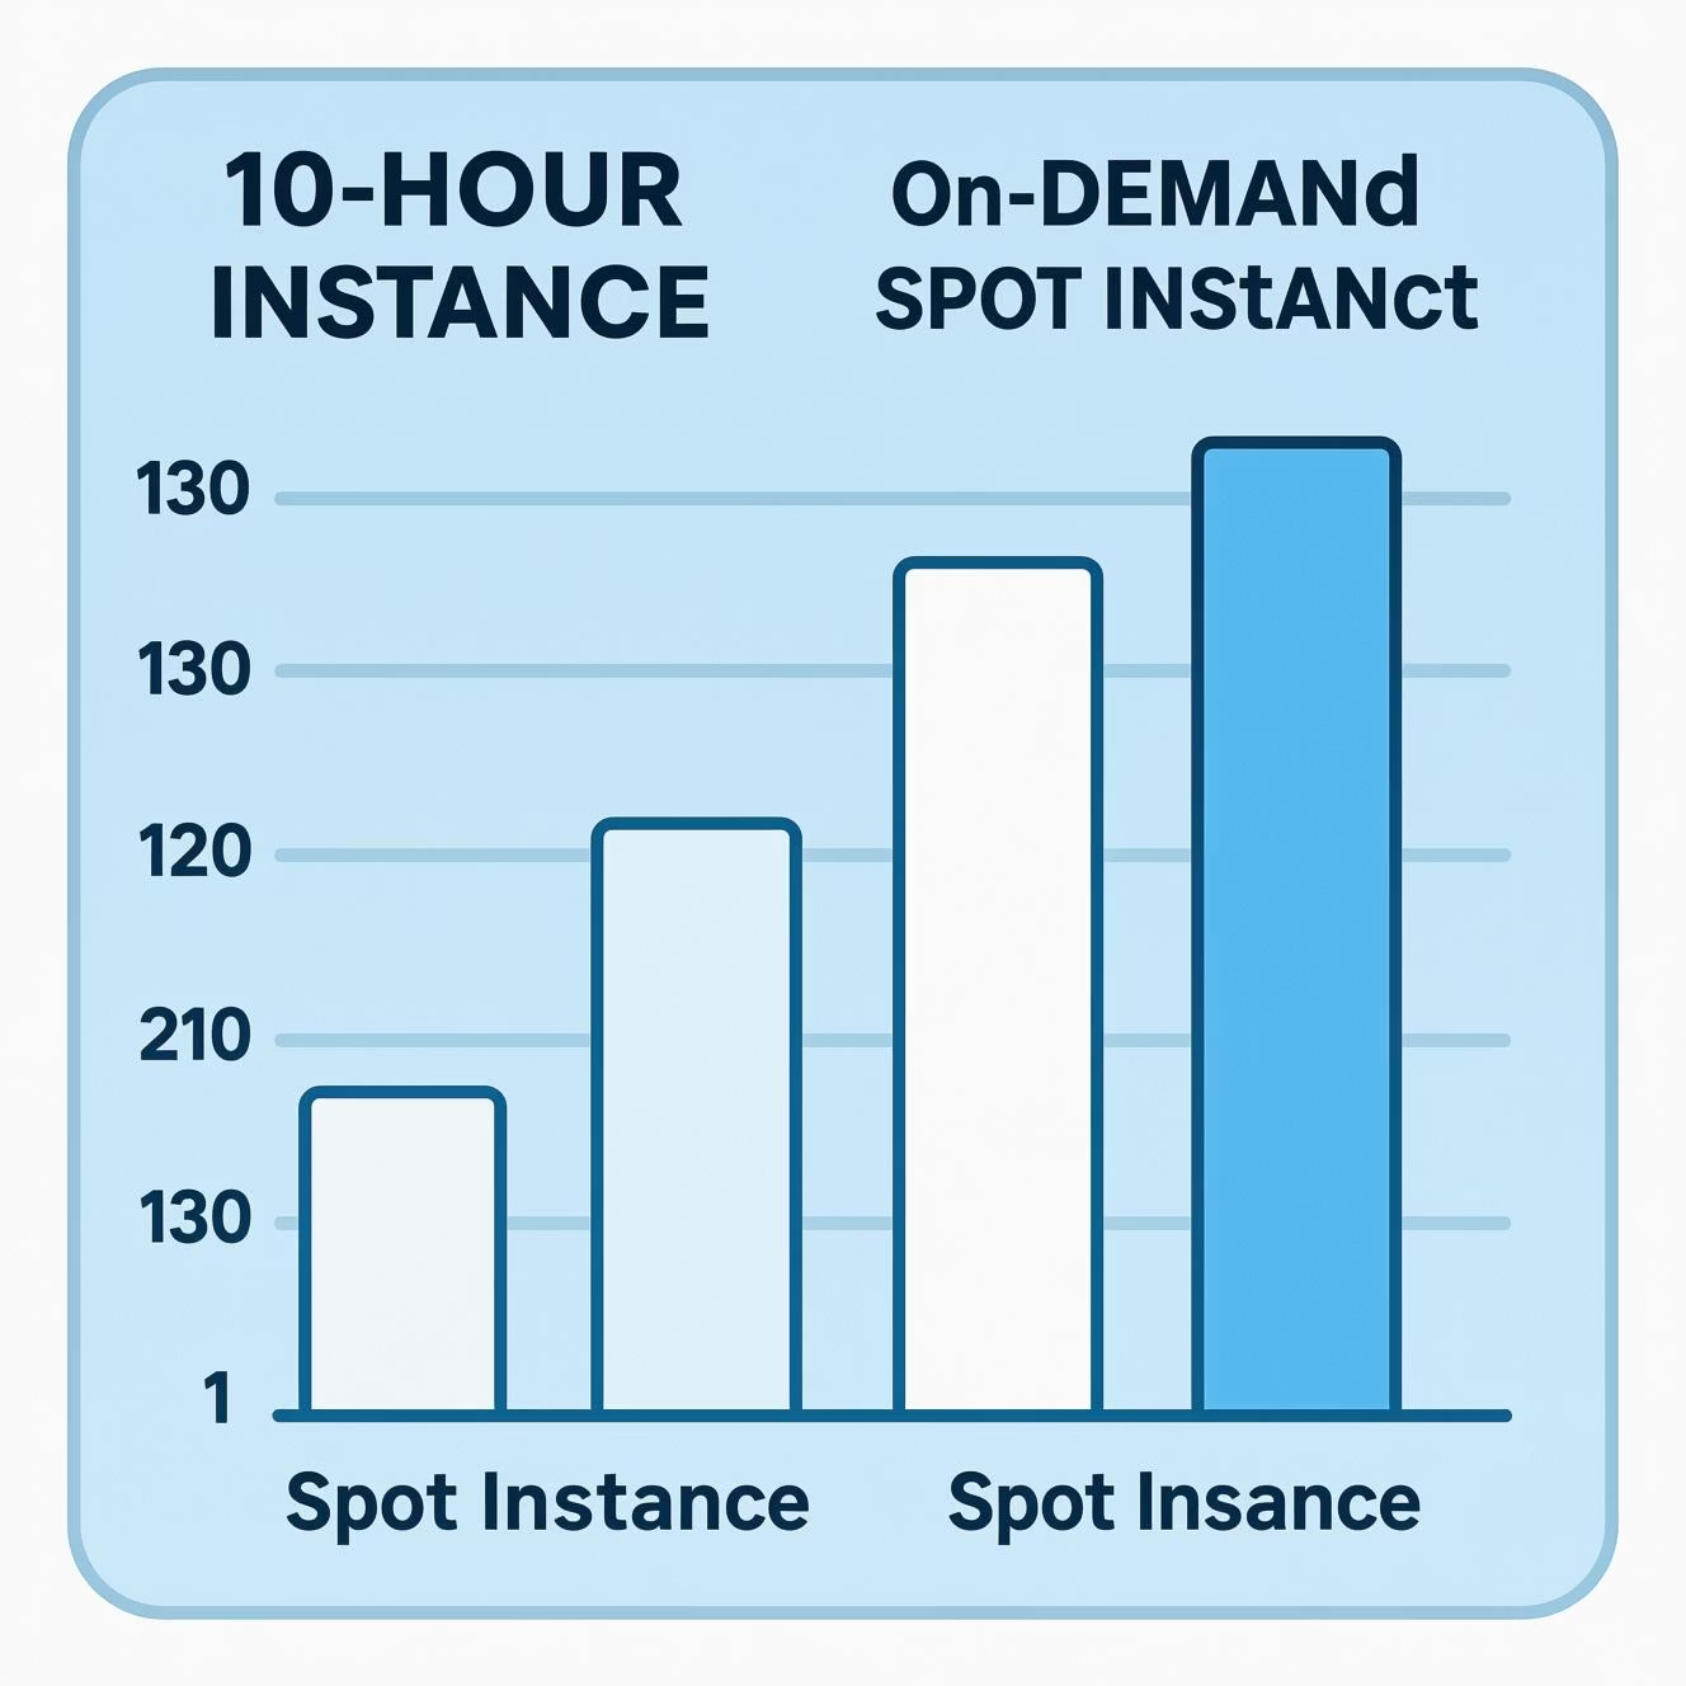 10-HOUR
INSTANCE
On-DEMANd
SPOT INStANct
130
130
120
210
130
1
Spot Instance
Spot Insance